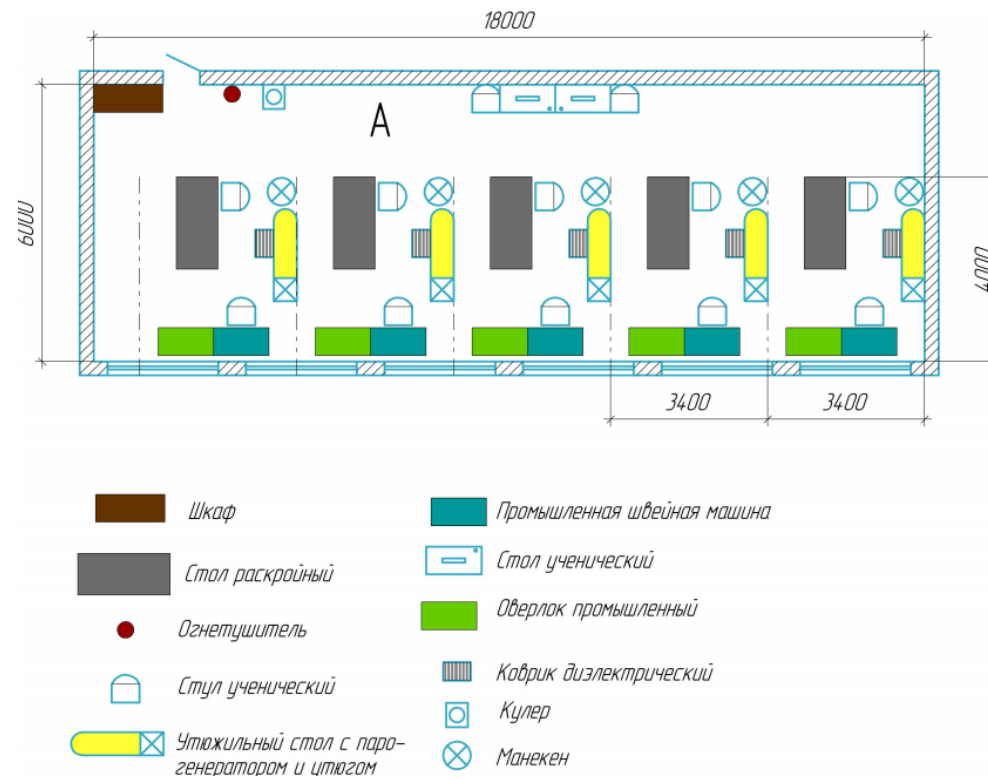 18000
А
6000
4000
3400
3400
Шкаф
Промышленная швейная машина
Стол раскройный
Стол ученический
Огнетушитель
Оверлок промышленный
Стул ученический
Коврик диэлектрический
Кулер
Утюжильный стол с паро-
генератором и утюгом
Манекен